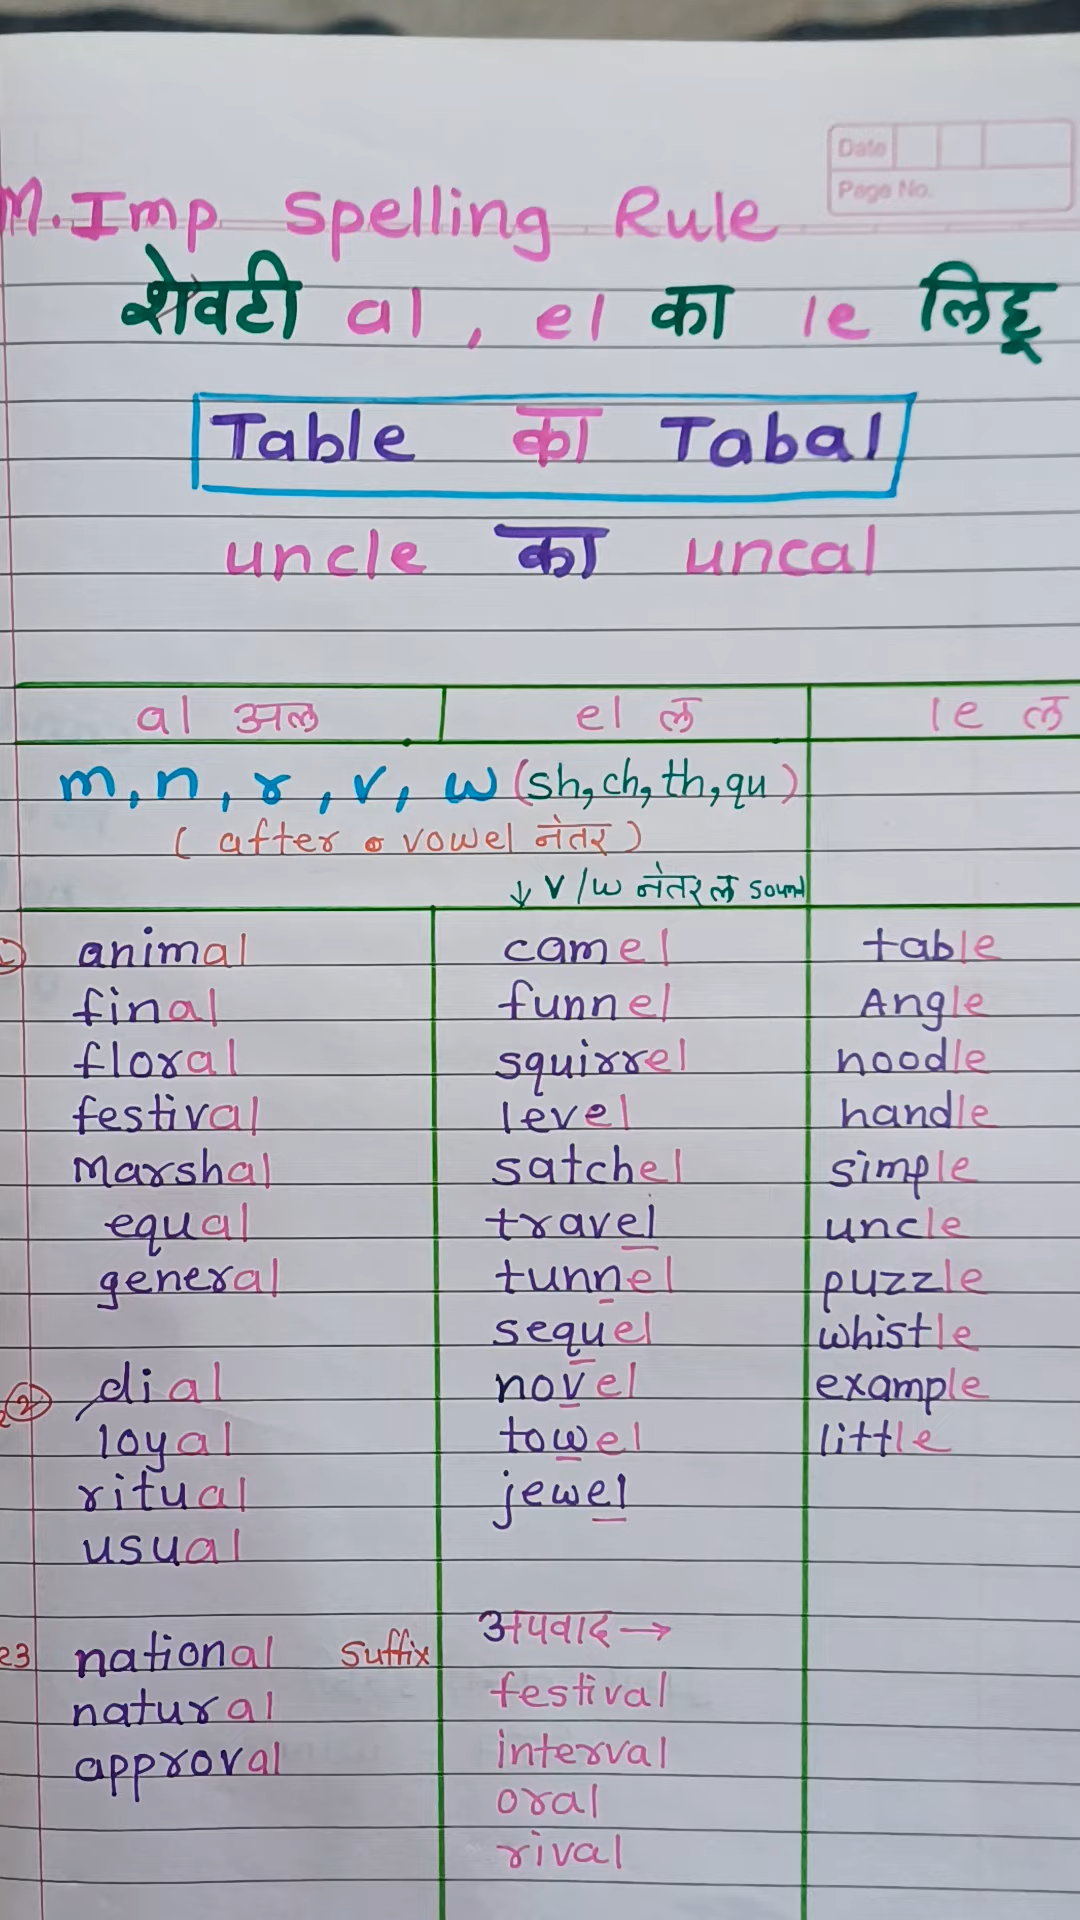 Date
Page No.
M. Imp Spelling Rule
शेवटी al, el का le लिहू
Table का Tabal
uncle का uncal
al अल el ल le ल
m, n, r, v, w (sh, ch, th, qu)
( after vowel नंतर )
↓ v/w नंतर ल sound
animal camel table
final funnel Angle
floral squirrel noodle
festival level handle
Marshal satchel simple
equal travel uncle
general tunnel puzzle
sequel whistle
② dial novel example
loyal towel little
ritual jewel
usual
national suffix अपवाद →
natural festival
approval interval
oral
rival